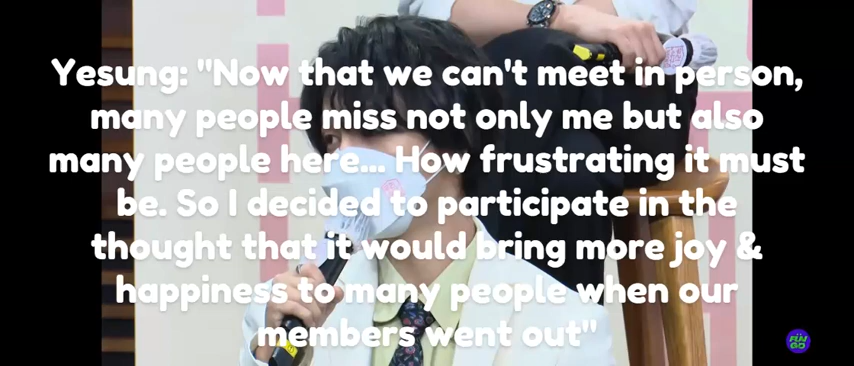 Yesung: "Now that we can't meet in person,
many people miss not only me but also
many people here... How frustrating it must
be. So I decided to participate in the
thought that it would bring more joy &
happiness to many people when our
members went out"
FUN
GO